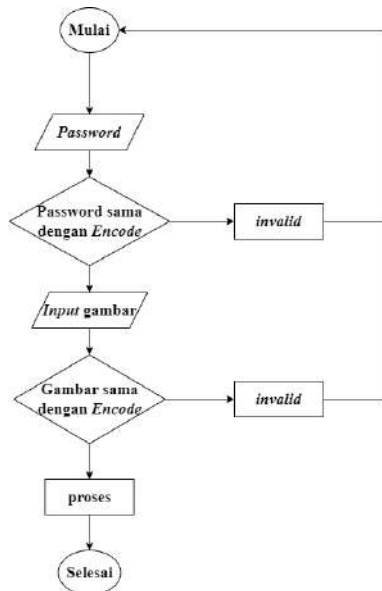 Mulai
Password
Password sama
dengan Encode
invalid
Input gambar
Gambar sama
dengan Encode
invalid
proses
Selesai